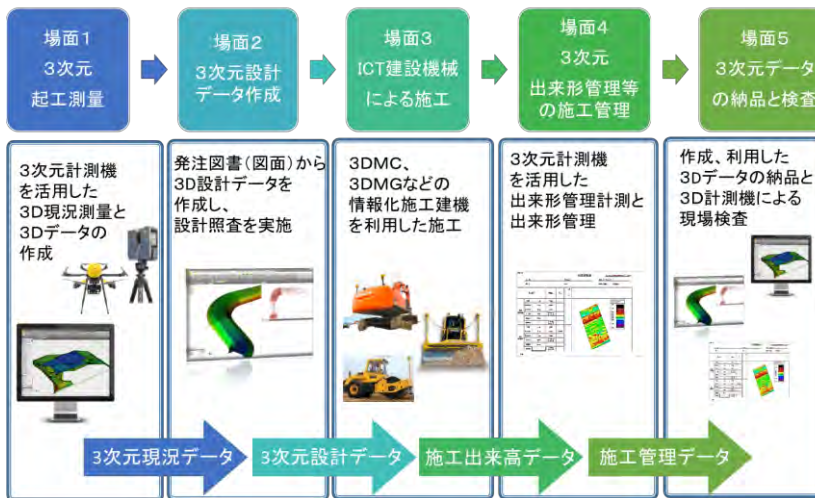 場面1
3次元
起工測量
場面2
3次元設計
データ作成
場面3
ICT建設機械
による施工
場面4
3次元
出来形管理等
の施工管理
場面5
3次元データ
の納品と検査
3次元計測機
を活用した
3D現況測量と
3Dデータの
作成
発注図書(図面)から
3D設計データを
作成し、
設計照査を実施
3DMC、
3DMGなどの
情報化施工建機
を利用した施工
3次元計測機
を活用した
出来形管理計測と
出来形管理
作成、利用した
3Dデータの納品と
3D計測機による
現場検査
3次元現況データ
3次元設計データ
施工出来高データ
施工管理データ